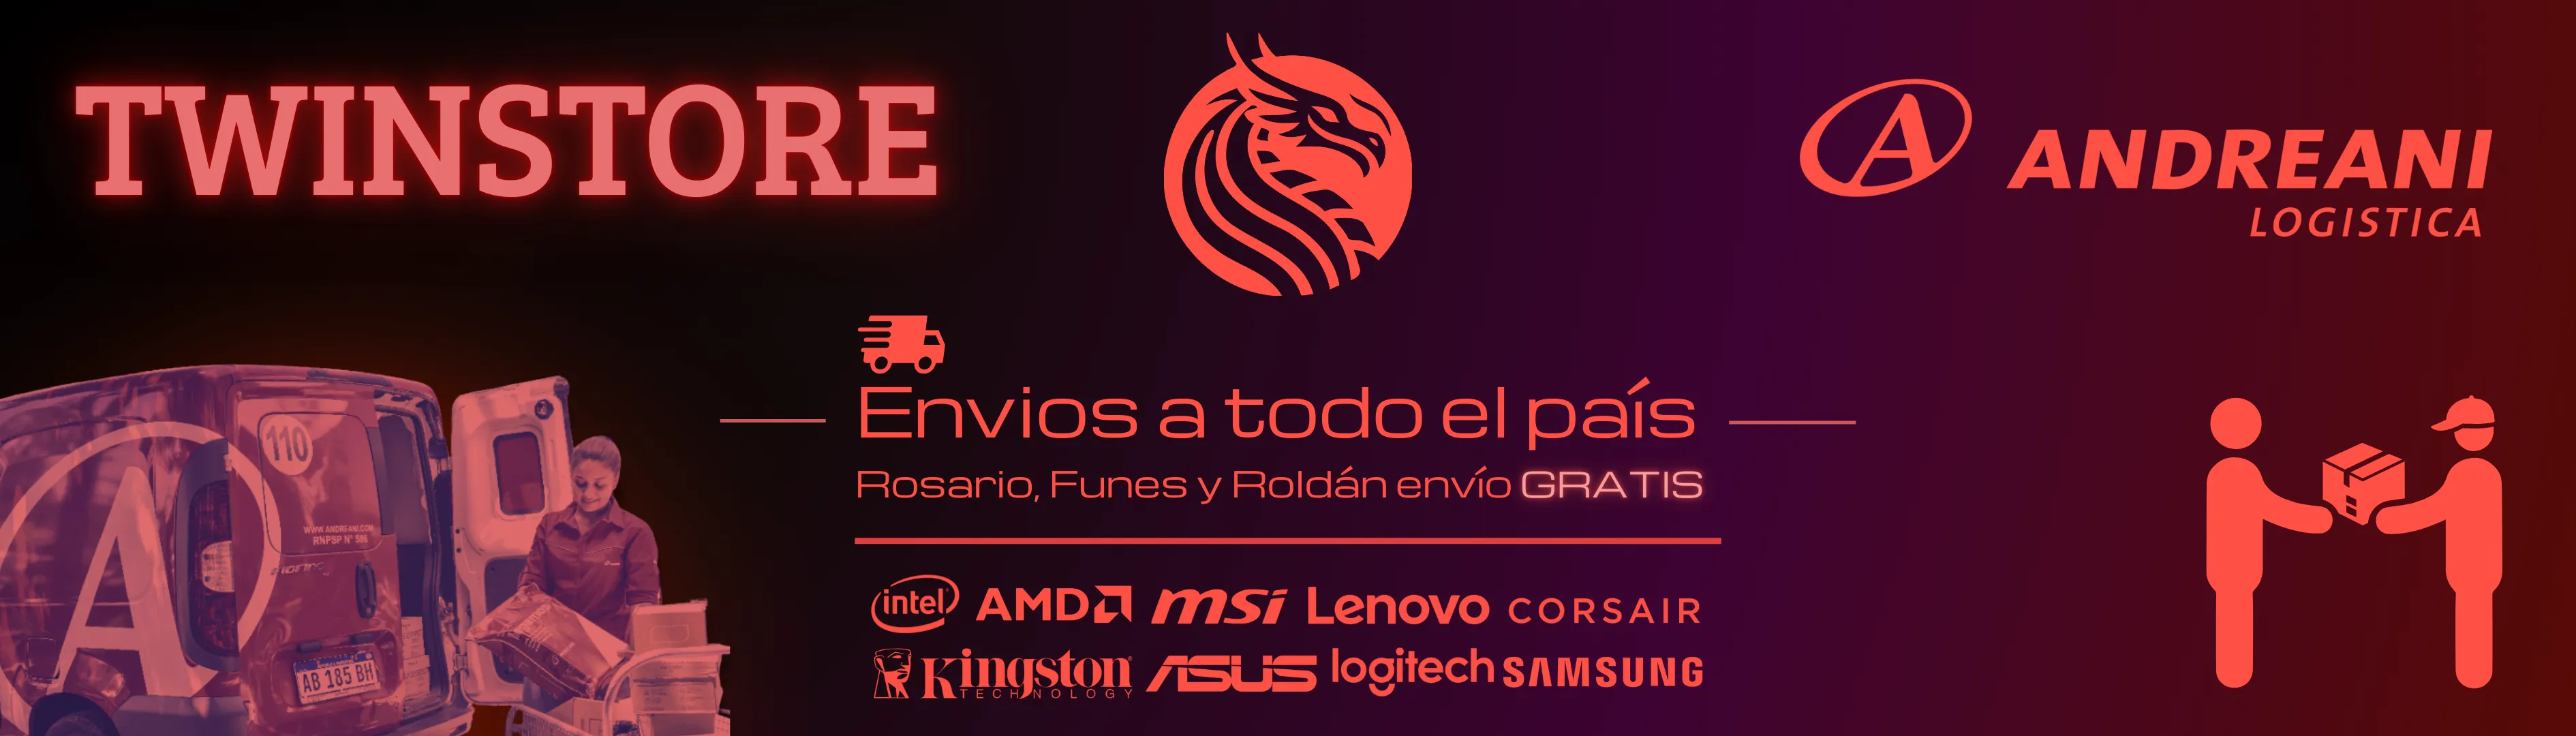 TWINSTORE
A ANDREANI
LOGISTICA
Envios a todo el país
Rosario, Funes y Roldán envío GRATIS
intel AMD msi Lenovo CORSAIR
Kingston ASUS logitech SAMSUNG
TECHNOLOGY
110
WWW.ANDREANI.COM
RNPSP N° 586
AB 185 BH